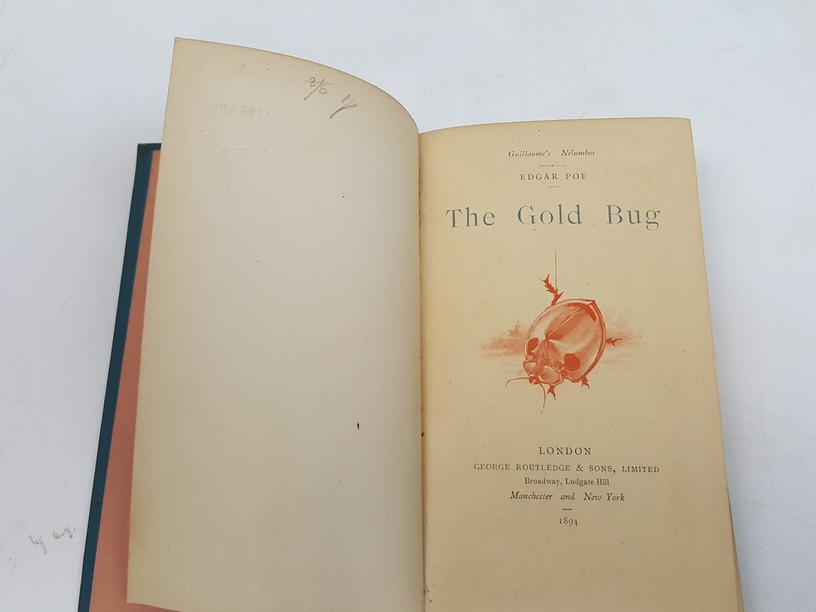 Guillaume's Nelumbos
EDGAR POE
The Gold Bug
LONDON
GEORGE ROUTLEDGE & SONS, LIMITED
Broadway, Ludgate Hill
Manchester and New York
1894